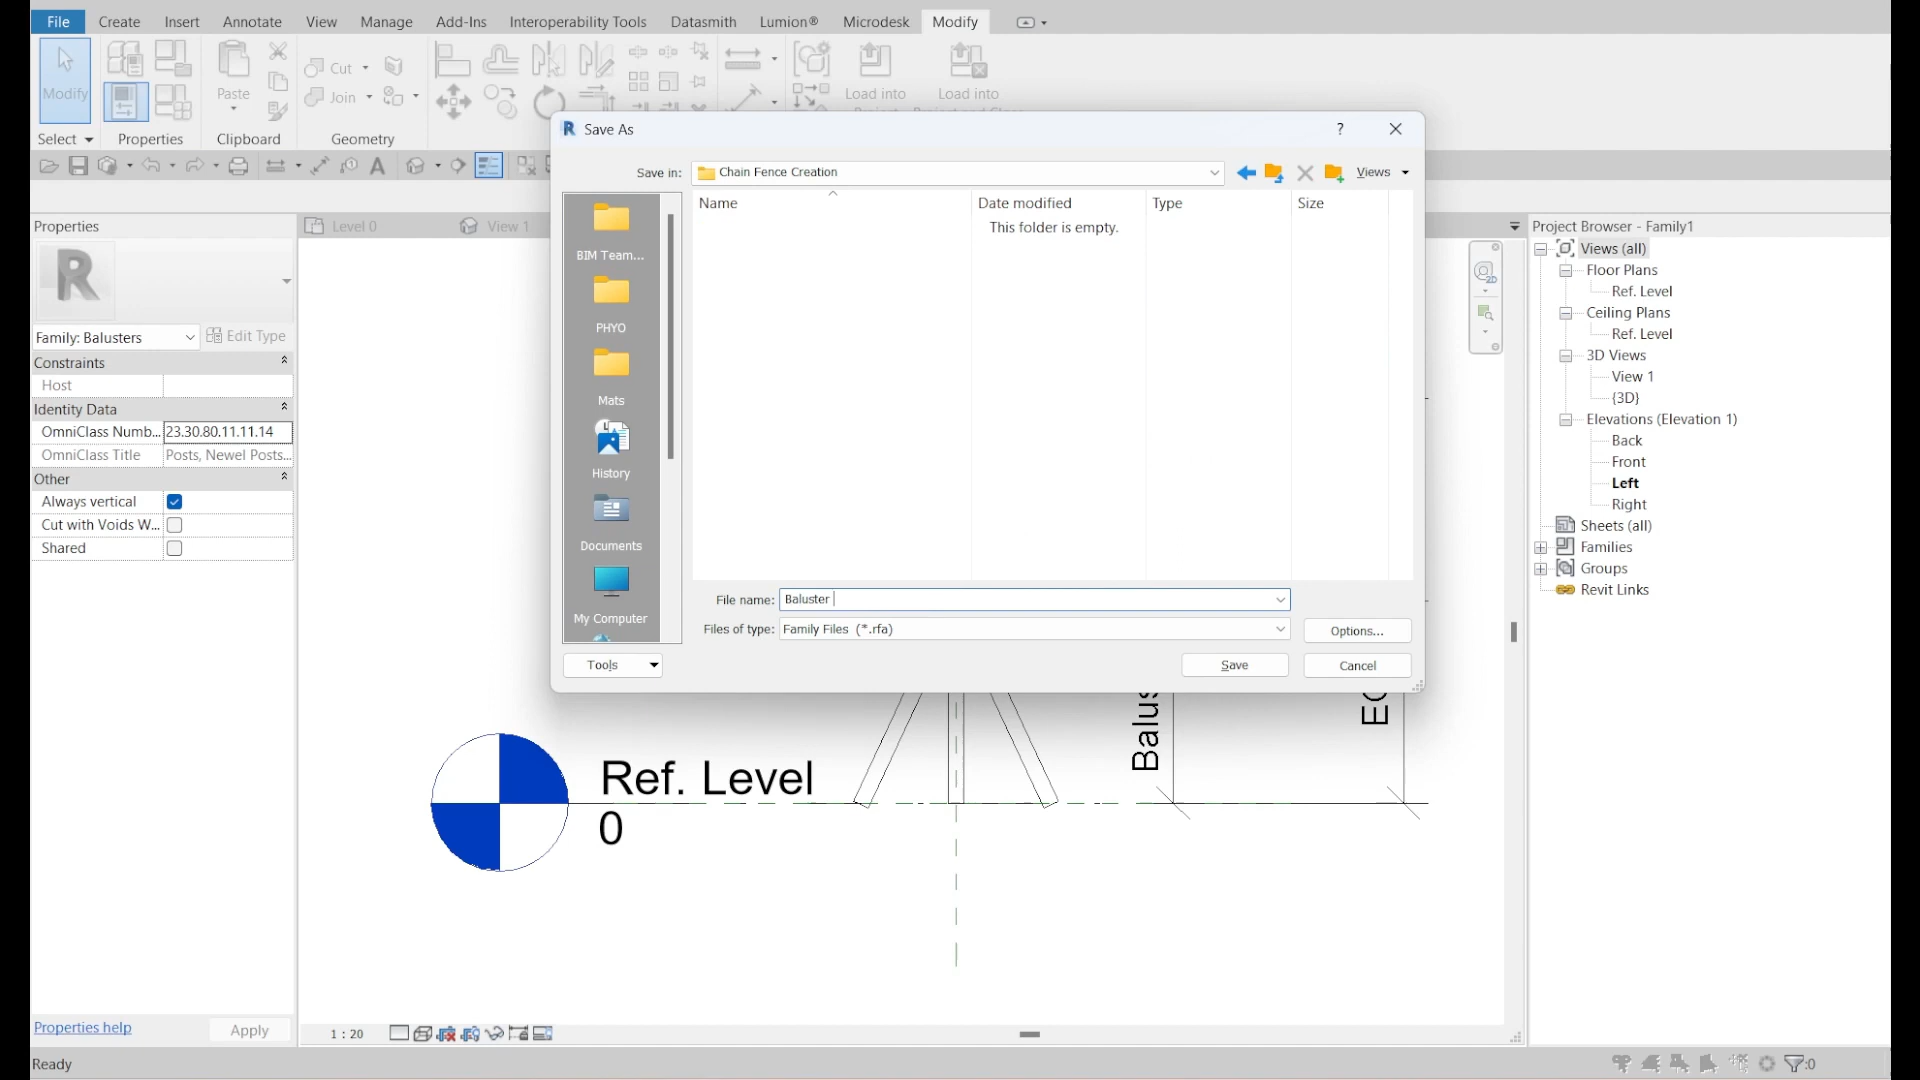 File Create Insert Annotate View Manage Add-Ins Interoperability Tools Datasmith Lumion® Microdesk Modify
Modify
Paste
Cut
Join
Load into
Load into
Select Properties Clipboard Geometry
Save As
Save in: Chain Fence Creation Views
Name Date modified Type Size
This folder is empty.
BIM Team...
PHYO
Mats
History
Documents
My Computer
File name: Baluster
Files of type: Family Files (*.rfa)
Options...
Tools Save Cancel
Properties
Family: Balusters Edit Type
Constraints
Host
Identity Data
OmniClass Numb... 23.30.80.11.11.14
OmniClass Title Posts, Newel Posts...
Other
Always vertical
Cut with Voids W...
Shared
Properties help Apply
Level 0 View 1
Ref. Level
0
Balus
1 : 20
Project Browser - Family1
Views (all)
Floor Plans
Ref. Level
Ceiling Plans
Ref. Level
3D Views
View 1
{3D}
Elevations (Elevation 1)
Back
Front
Left
Right
Sheets (all)
Families
Groups
Revit Links
Ready
:0